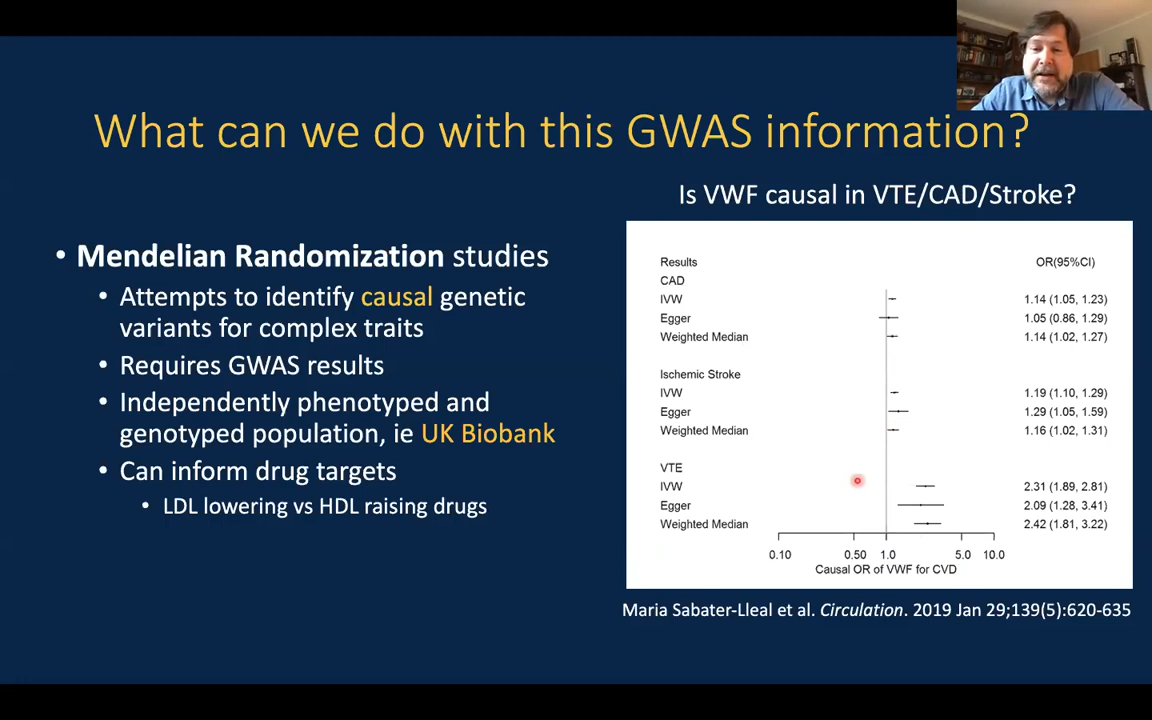 What can we do with this GWAS information?
Is VWF causal in VTE/CAD/Stroke?
• Mendelian Randomization studies
• Attempts to identify causal genetic
variants for complex traits
• Requires GWAS results
• Independently phenotyped and
genotyped population, ie UK Biobank
• Can inform drug targets
• LDL lowering vs HDL raising drugs
Results OR(95%CI)
CAD
IVW 1.14 (1.05, 1.23)
Egger 1.05 (0.86, 1.29)
Weighted Median 1.14 (1.02, 1.27)
Ischemic Stroke
IVW 1.19 (1.10, 1.29)
Egger 1.29 (1.05, 1.59)
Weighted Median 1.16 (1.02, 1.31)
VTE
IVW 2.31 (1.89, 2.81)
Egger 2.09 (1.28, 3.41)
Weighted Median 2.42 (1.81, 3.22)
0.10 0.50 1.0 5.0 10.0
Causal OR of VWF for CVD
Maria Sabater-Lleal et al. Circulation. 2019 Jan 29;139(5):620-635